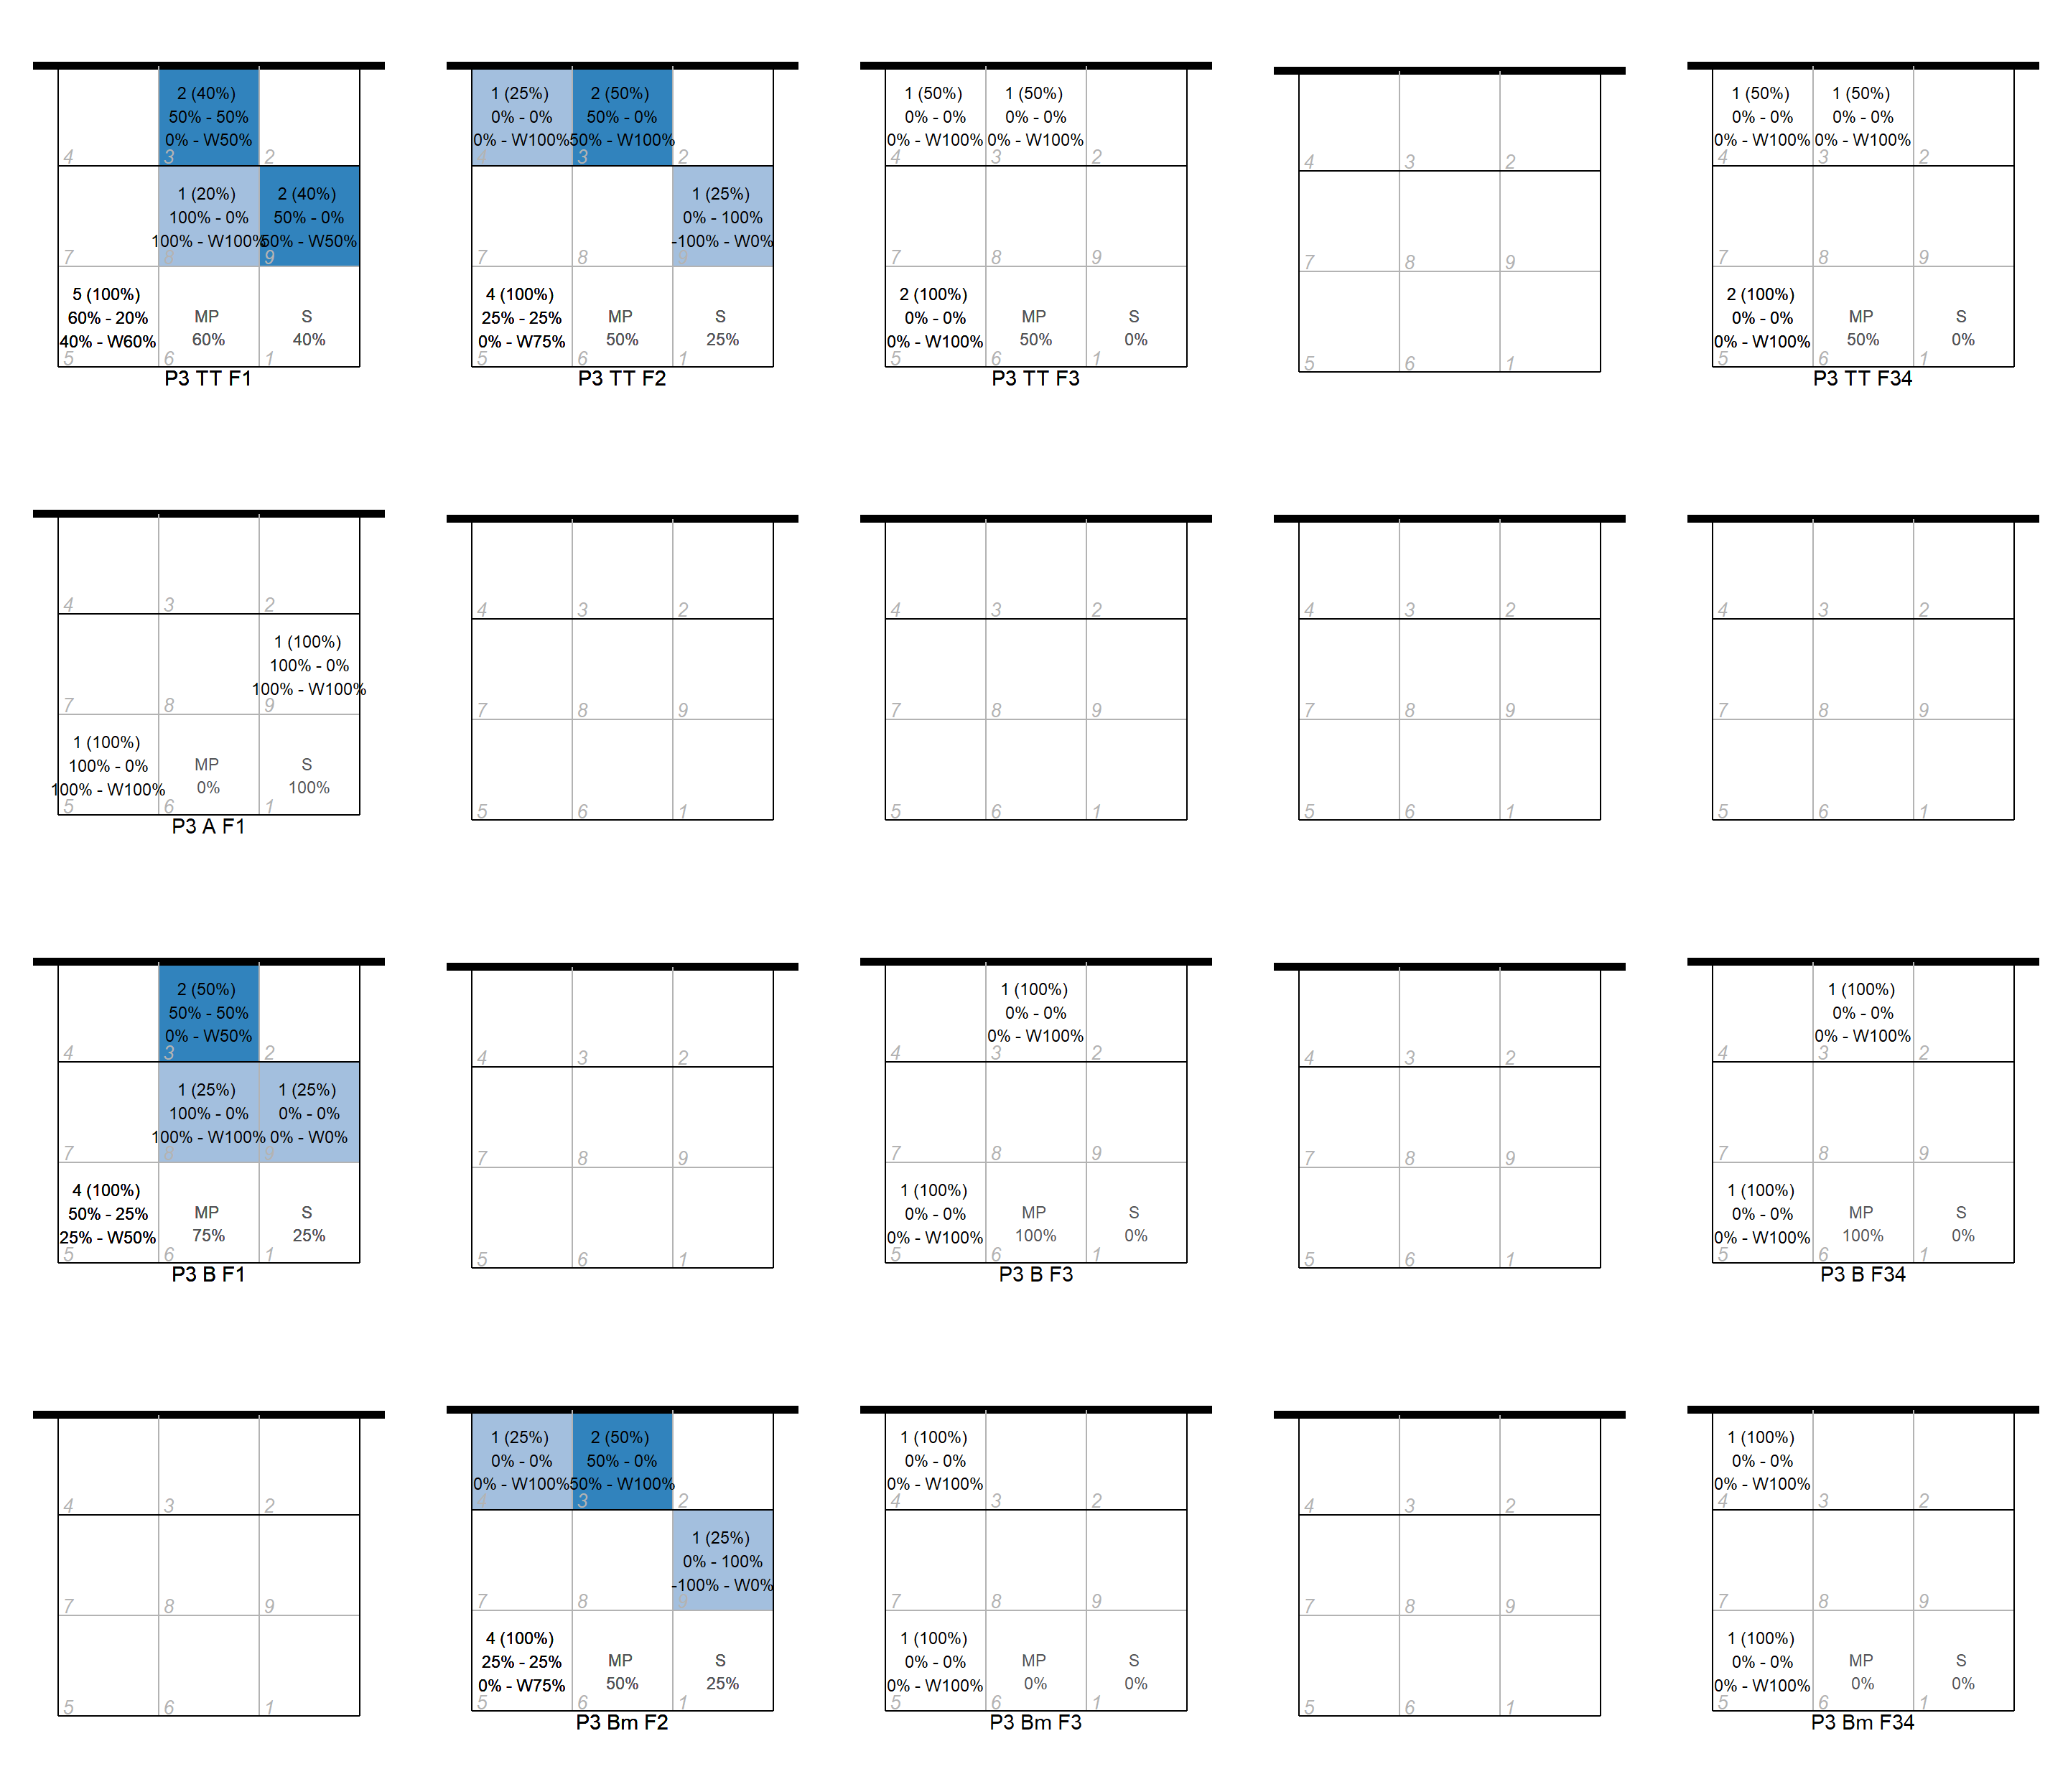 2 (40%)
50% - 50%
0% - W50%
4 3 2
1 (20%) 2 (40%)
100% - 0% 50% - 0%
100% - W100% 50% - W50%
7 8 9
5 (100%)
60% - 20% MP S
40% - W60% 60% 40%
5 6 1
P3 TT F1
1 (25%) 2 (50%)
0% - 0% 50% - 0%
0% - W100% 50% - W100%
4 3 2
1 (25%)
0% - 100%
-100% - W0%
7 8 9
4 (100%)
25% - 25% MP S
0% - W75% 50% 25%
5 6 1
P3 TT F2
1 (50%) 1 (50%)
0% - 0% 0% - 0%
0% - W100% 0% - W100%
4 3 2
7 8 9
2 (100%)
0% - 0% MP S
0% - W100% 50% 0%
5 6 1
P3 TT F3
4 3 2
7 8 9
5 6 1
1 (50%) 1 (50%)
0% - 0% 0% - 0%
0% - W100% 0% - W100%
4 3 2
7 8 9
2 (100%)
0% - 0% MP S
0% - W100% 50% 0%
5 6 1
P3 TT F34
4 3 2
1 (100%)
100% - 0%
100% - W100%
7 8 9
1 (100%)
100% - 0% MP S
100% - W100% 0% 100%
5 6 1
P3 A F1
4 3 2
7 8 9
5 6 1
4 3 2
7 8 9
5 6 1
4 3 2
7 8 9
5 6 1
4 3 2
7 8 9
5 6 1
2 (50%)
50% - 50%
0% - W50%
4 3 2
1 (25%) 1 (25%)
100% - 0% 0% - 0%
100% - W100% 0% - W0%
7 8 9
4 (100%)
50% - 25% MP S
25% - W50% 75% 25%
5 6 1
P3 B F1
4 3 2
7 8 9
5 6 1
1 (100%)
0% - 0%
0% - W100%
4 3 2
7 8 9
1 (100%)
0% - 0% MP S
0% - W100% 100% 0%
5 6 1
P3 B F3
4 3 2
7 8 9
5 6 1
1 (100%)
0% - 0%
0% - W100%
4 3 2
7 8 9
1 (100%)
0% - 0% MP S
0% - W100% 100% 0%
5 6 1
P3 B F34
4 3 2
7 8 9
5 6 1
1 (25%) 2 (50%)
0% - 0% 50% - 0%
0% - W100% 50% - W100%
4 3 2
1 (25%)
0% - 100%
-100% - W0%
7 8 9
4 (100%)
25% - 25% MP S
0% - W75% 50% 25%
5 6 1
P3 Bm F2
1 (100%)
0% - 0%
0% - W100%
4 3 2
7 8 9
1 (100%)
0% - 0% MP S
0% - W100% 0% 0%
5 6 1
P3 Bm F3
4 3 2
7 8 9
5 6 1
1 (100%)
0% - 0%
0% - W100%
4 3 2
7 8 9
1 (100%)
0% - 0% MP S
0% - W100% 0% 0%
5 6 1
P3 Bm F34